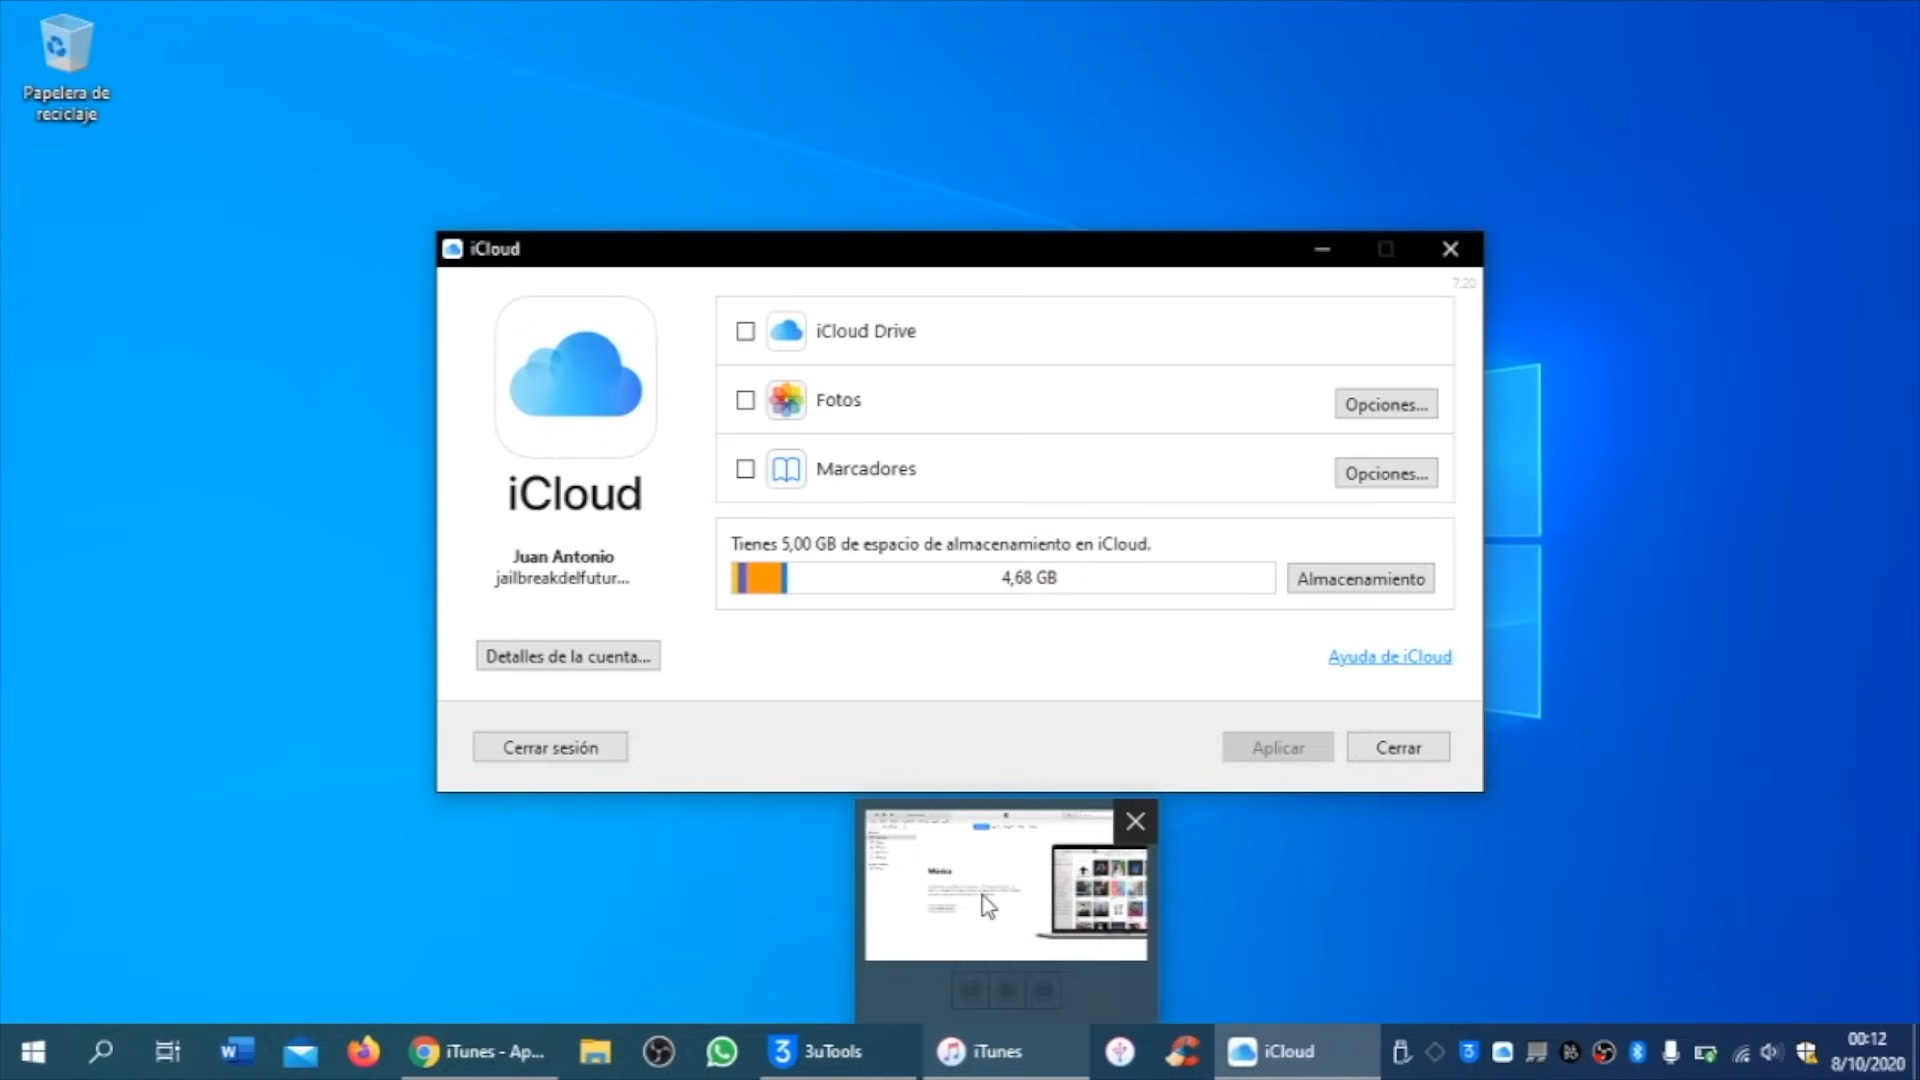 Papelera de
reciclaje
iCloud
7.20
iCloud Drive
Fotos
Opciones...
Marcadores
Opciones...
iCloud
Juan Antonio
jailbreakdelfutur...
Tienes 5,00 GB de espacio de almacenamiento en iCloud.
4,68 GB
Almacenamiento
Detalles de la cuenta...
Ayuda de iCloud
Cerrar sesión
Aplicar
Cerrar
Música
iTunes - Ap...
3uTools
iTunes
iCloud
00:12
8/10/2020